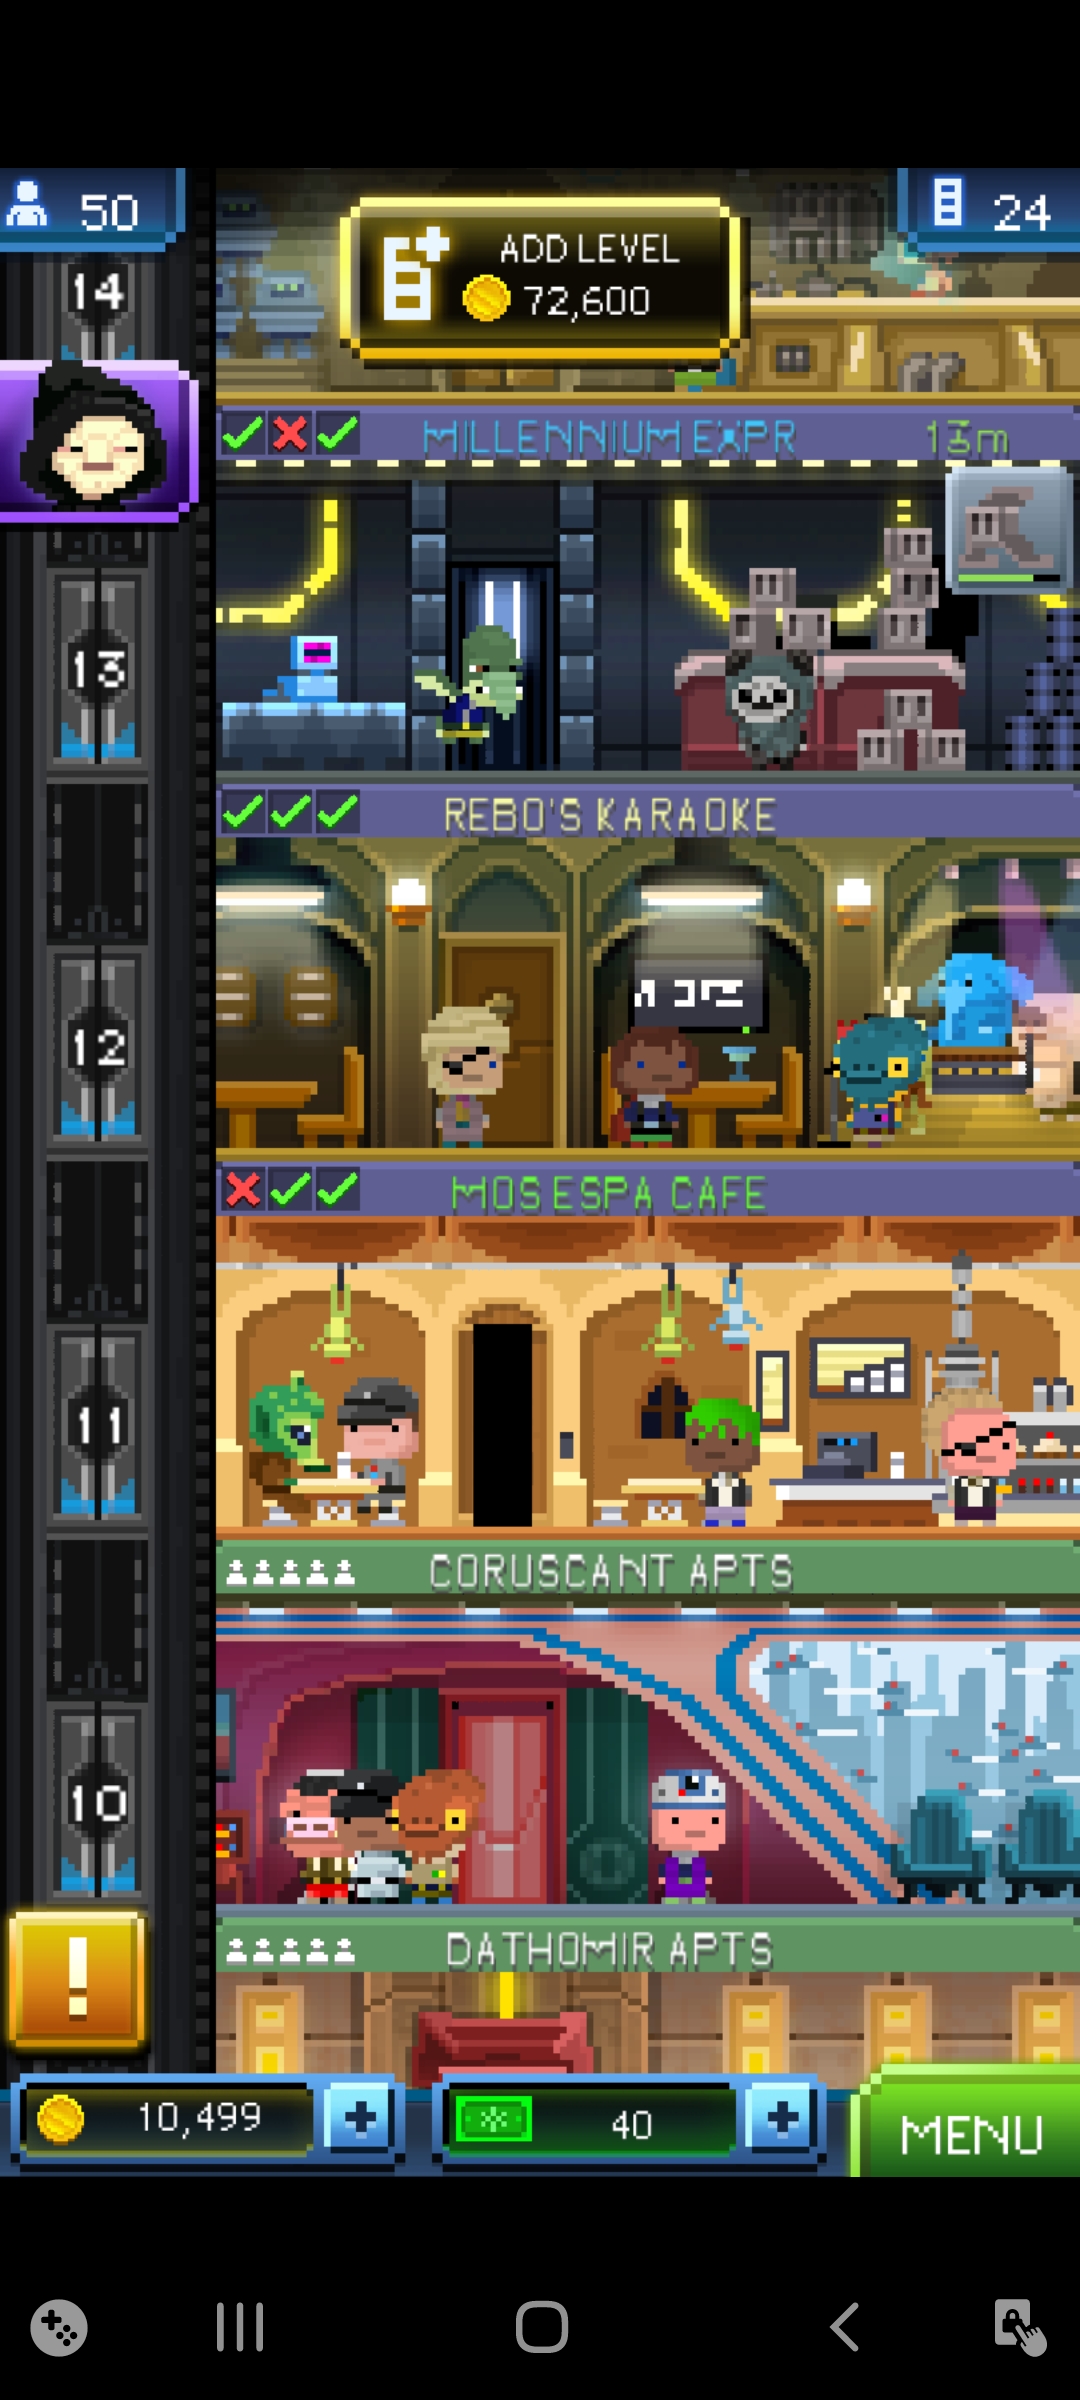 50
24
ADD LEVEL
72,600
14
MILLENNIUM EXPR
13m
13
REBO'S KARAOKE
12
MOS ESPA CAFE
11
CORUSCANT APTS
10
DATHOMIR APTS
!
10,499
+
40
+
MENU